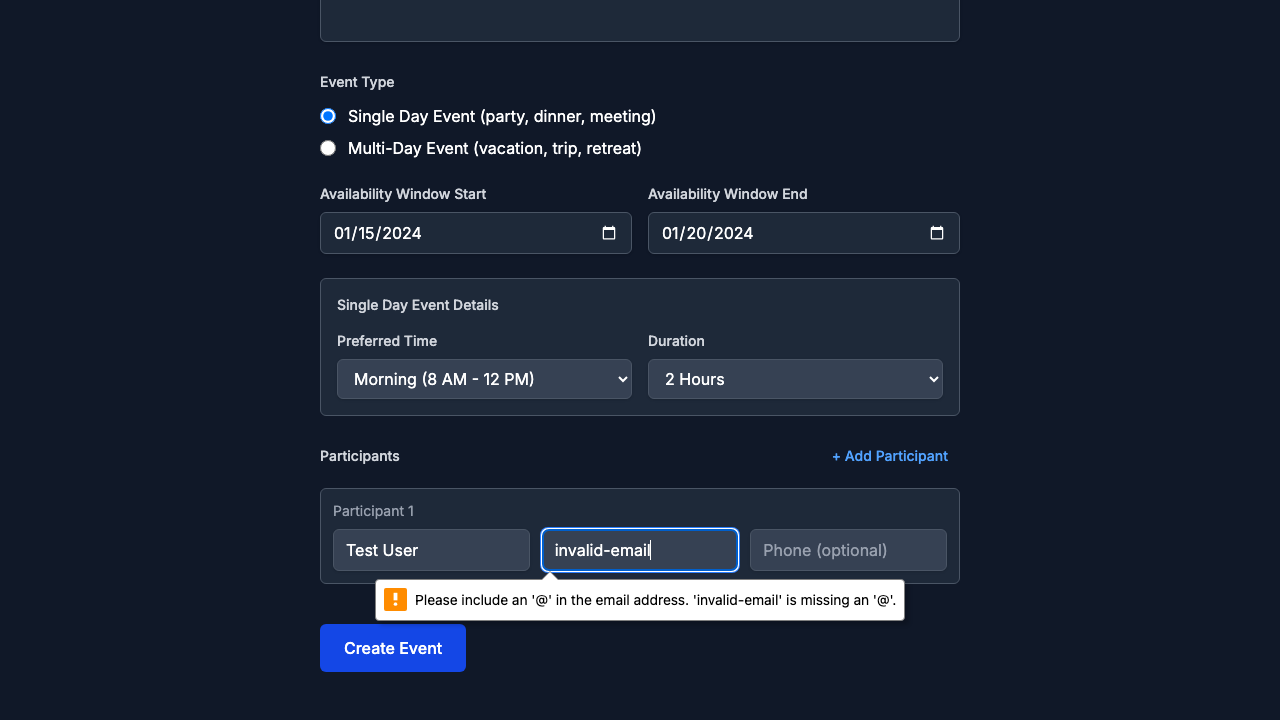 Event Type
Single Day Event (party, dinner, meeting)
Multi-Day Event (vacation, trip, retreat)
Availability Window Start
Availability Window End
01/15/2024
01/20/2024
Single Day Event Details
Preferred Time
Duration
Morning (8 AM - 12 PM)
2 Hours
Participants
+ Add Participant
Participant 1
Test User
invalid-email
Phone (optional)
Please include an '@' in the email address. 'invalid-email' is missing an '@'.
Create Event